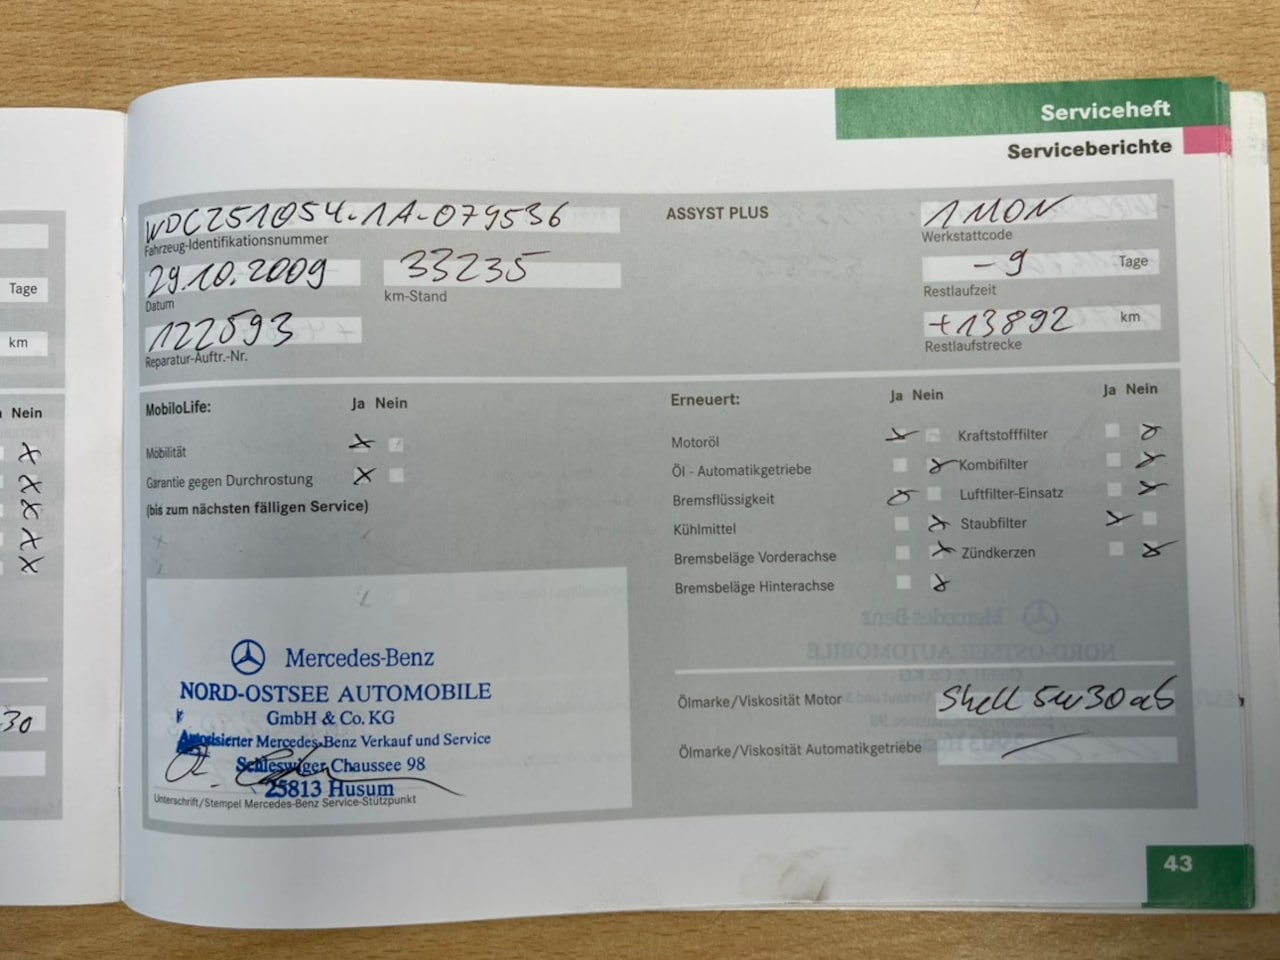 Serviceheft
Serviceberichte
WDC251054-1A-079536
Fahrzeug-Identifikationsnummer
29.10.2009
Datum
33235
km-Stand
122593
Reparatur-Auftr.-Nr.
ASSYST PLUS
1MON
Werkstattcode
-9 Tage
Restlaufzeit
+13892 km
Restlaufstrecke
Tage
km
Nein
30
MobiloLife: Ja Nein
Mobilität
Garantie gegen Durchrostung
(bis zum nächsten fälligen Service)
Erneuert: Ja Nein
Motoröl
Öl - Automatikgetriebe
Bremsflüssigkeit
Kühlmittel
Bremsbeläge Vorderachse
Bremsbeläge Hinterachse
Ja Nein
Kraftstofffilter
Kombifilter
Luftfilter-Einsatz
Staubfilter
Zündkerzen
Mercedes-Benz
NORD-OSTSEE AUTOMOBILE
GmbH & Co. KG
Autorisierter Mercedes-Benz Verkauf und Service
Schleswiger Chaussee 98
25813 Husum
Unterschrift/Stempel Mercedes-Benz Service-Stützpunkt
Ölmarke/Viskosität Motor Shell 5W30
Ölmarke/Viskosität Automatikgetriebe
43